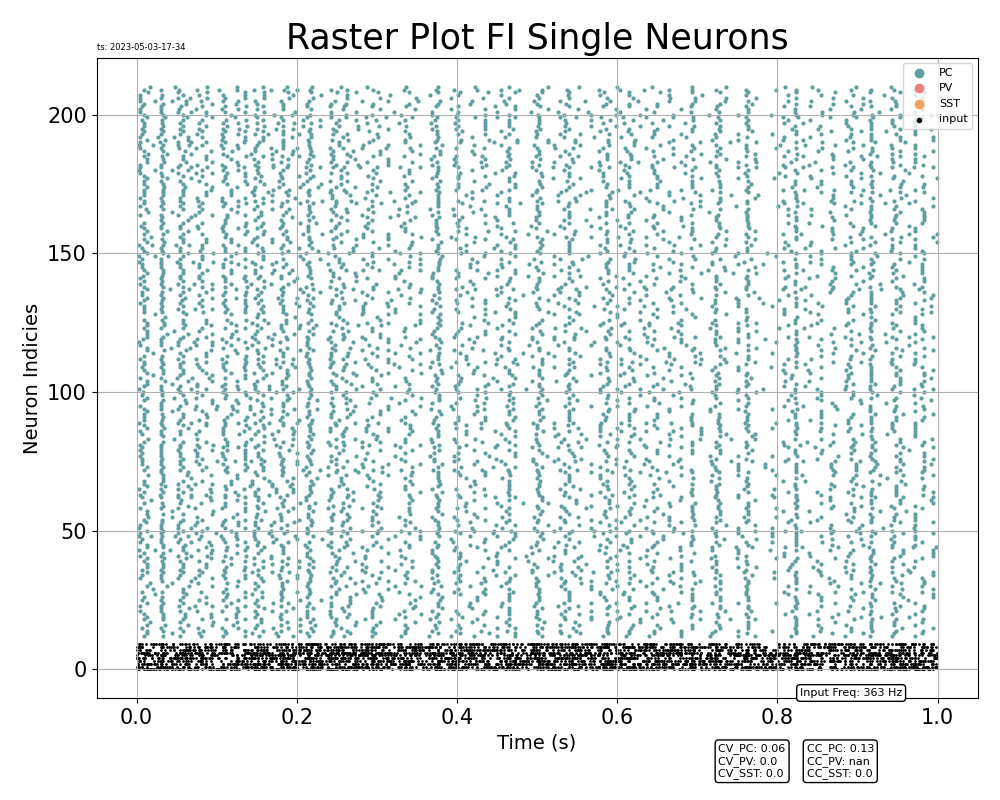 Raster Plot FI Single Neurons
ts: 2023-05-03-17-34
PC
PV
SST
input
200
150
100
50
0
Neuron Indicies
0.0 0.2 0.4 0.6 0.8 1.0
Time (s)
Input Freq: 363 Hz
CV_PC: 0.06
CV_PV: 0.0
CV_SST: 0.0
CC_PC: 0.13
CC_PV: nan
CC_SST: 0.0